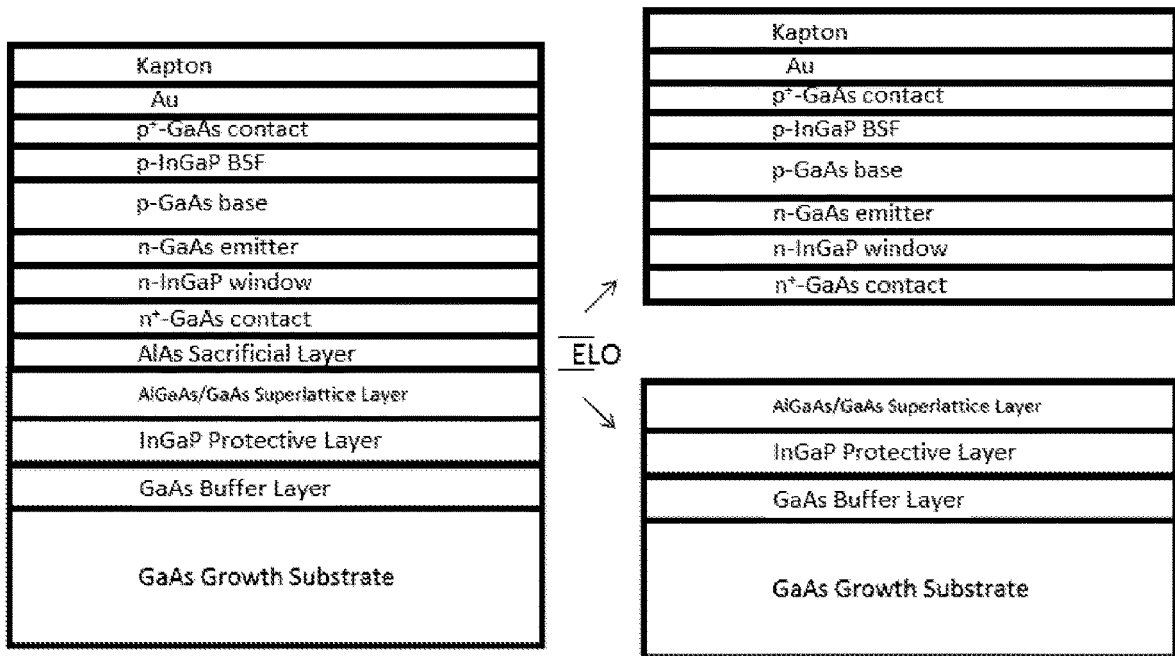 Kapton
Au
p⁺-GaAs contact
p-InGaP BSF
p-GaAs base
n-GaAs emitter
n-InGaP window
n⁺-GaAs contact
AlAs Sacrificial Layer
AlGaAs/GaAs Superlattice Layer
InGaP Protective Layer
GaAs Buffer Layer
GaAs Growth Substrate
ELO
Kapton
Au
p⁺-GaAs contact
p-InGaP BSF
p-GaAs base
n-GaAs emitter
n-InGaP window
n⁺-GaAs contact
AlGaAs/GaAs Superlattice Layer
InGaP Protective Layer
GaAs Buffer Layer
GaAs Growth Substrate